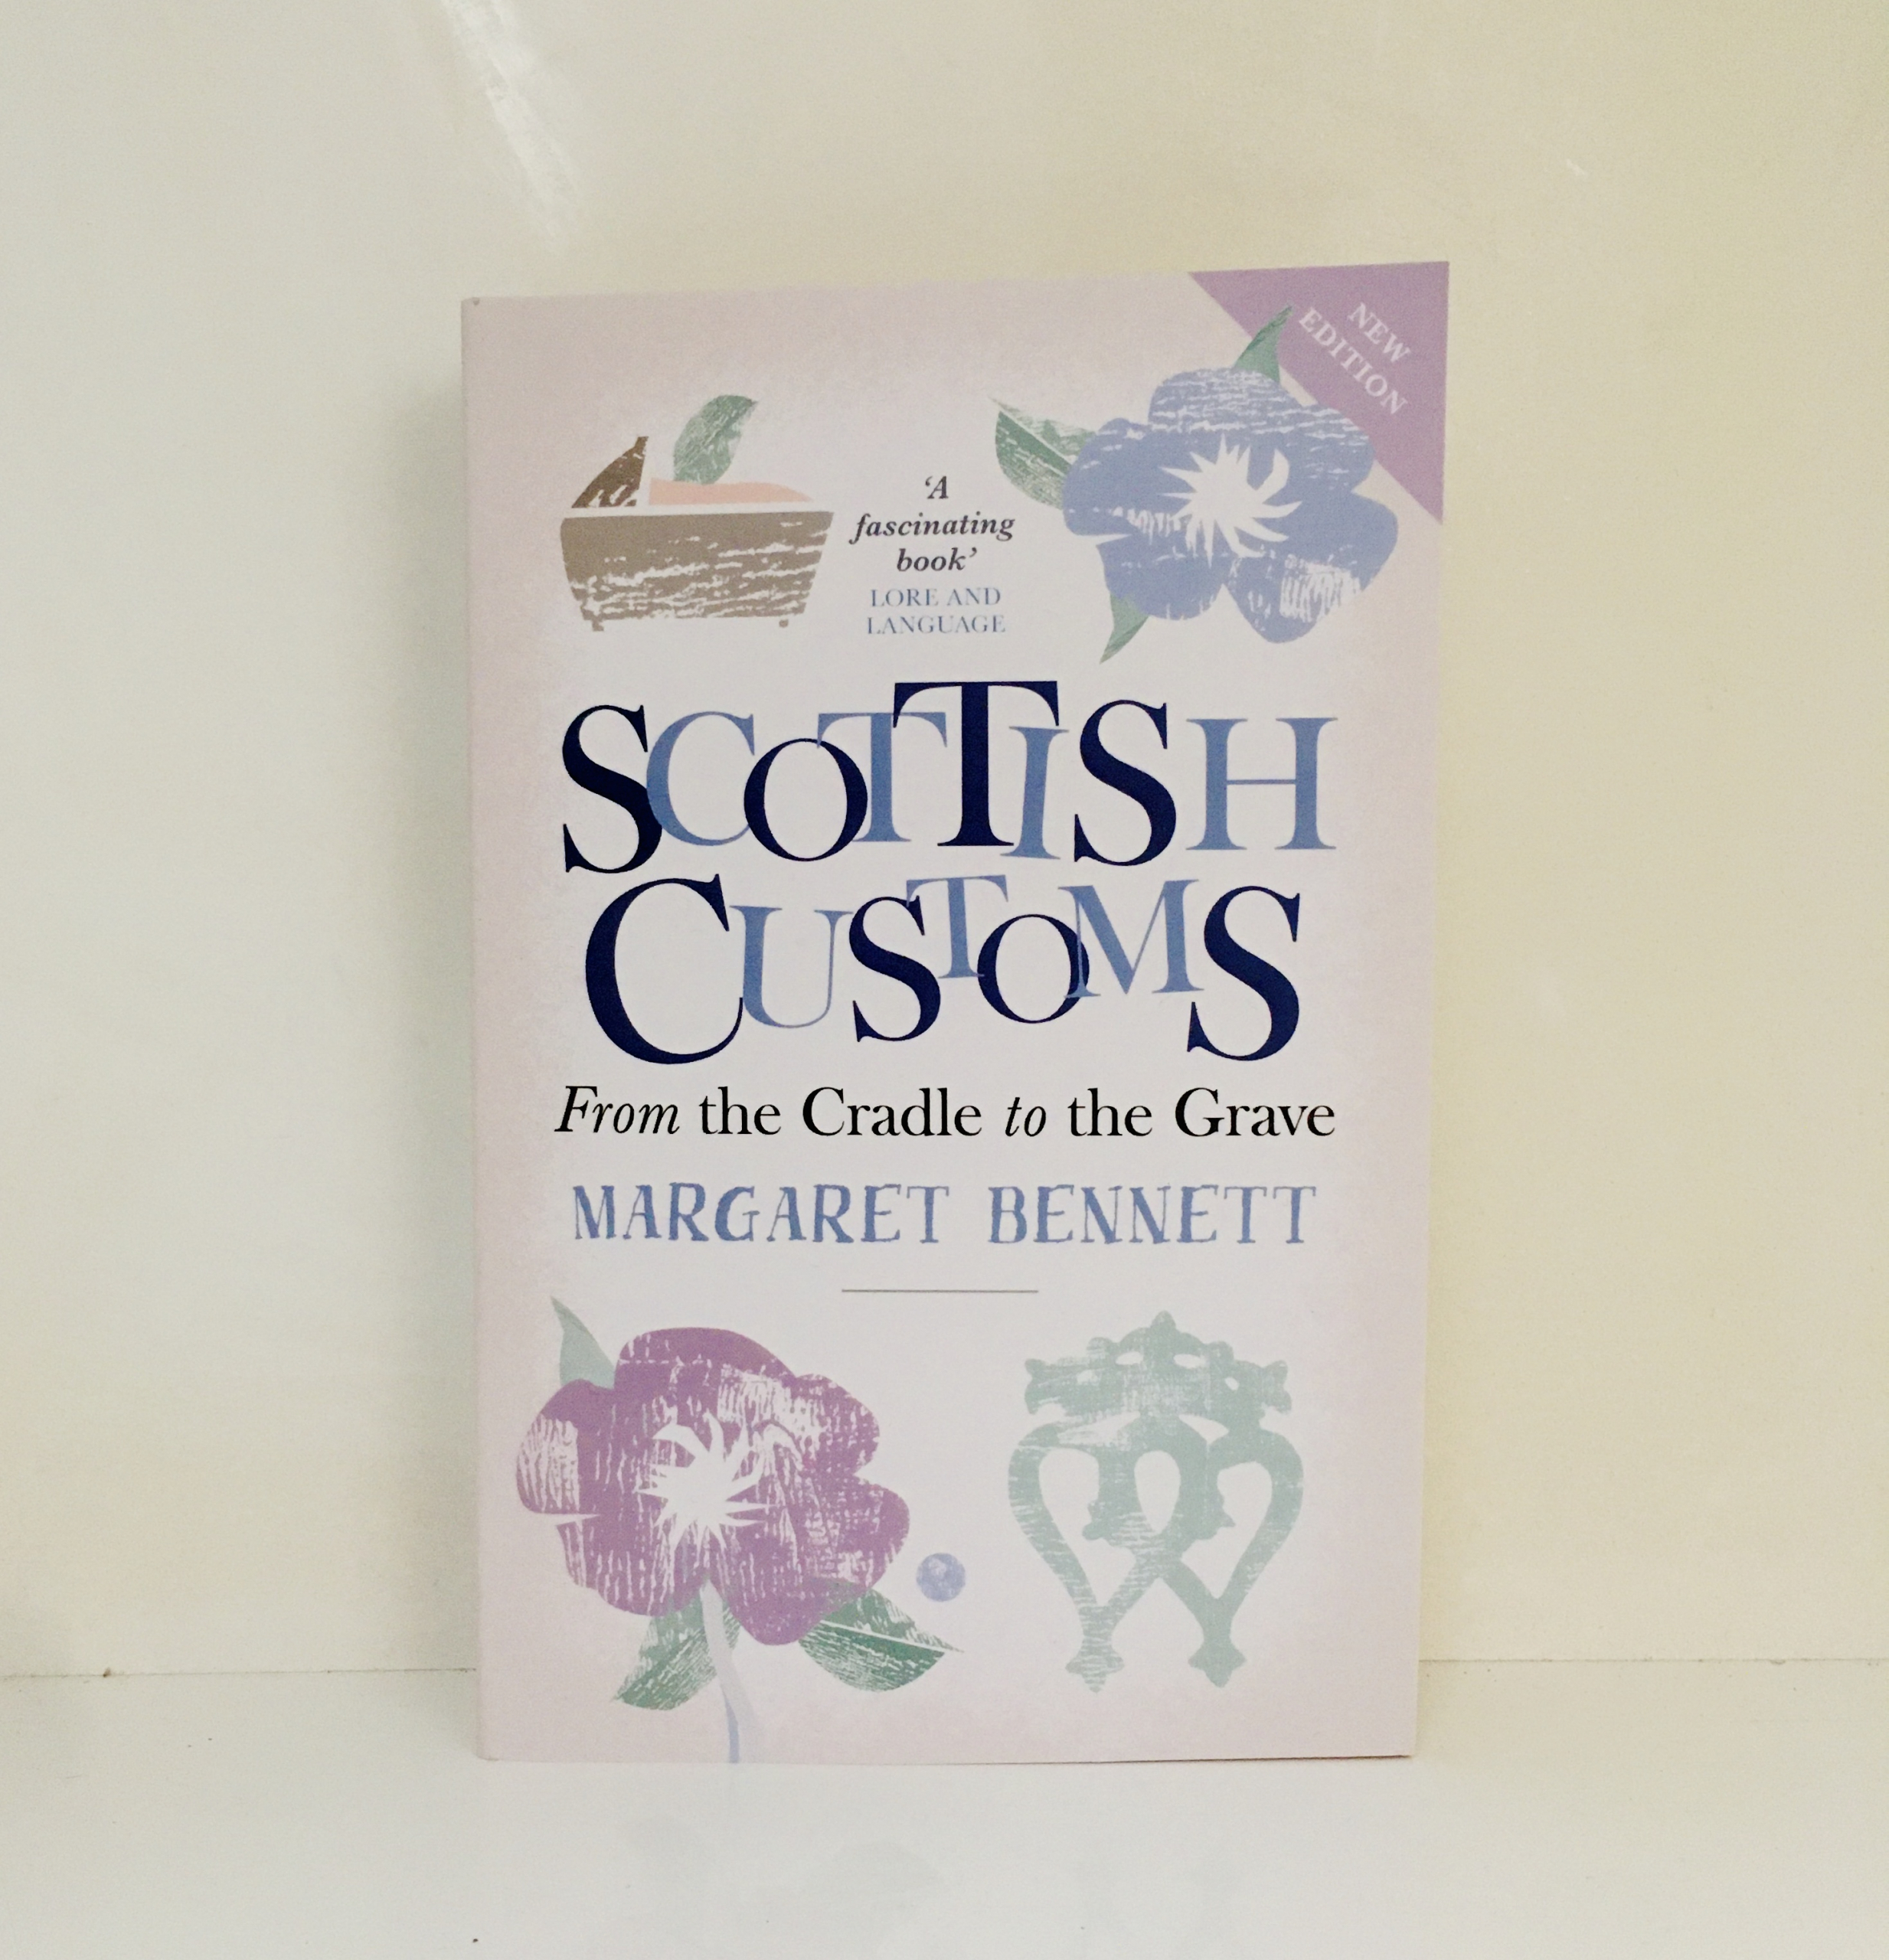 NEW
EDITION
‘A
fascinating
book’
LORE AND
LANGUAGE
SCOTTISH
CUSTOMS
From the Cradle to the Grave
MARGARET BENNETT